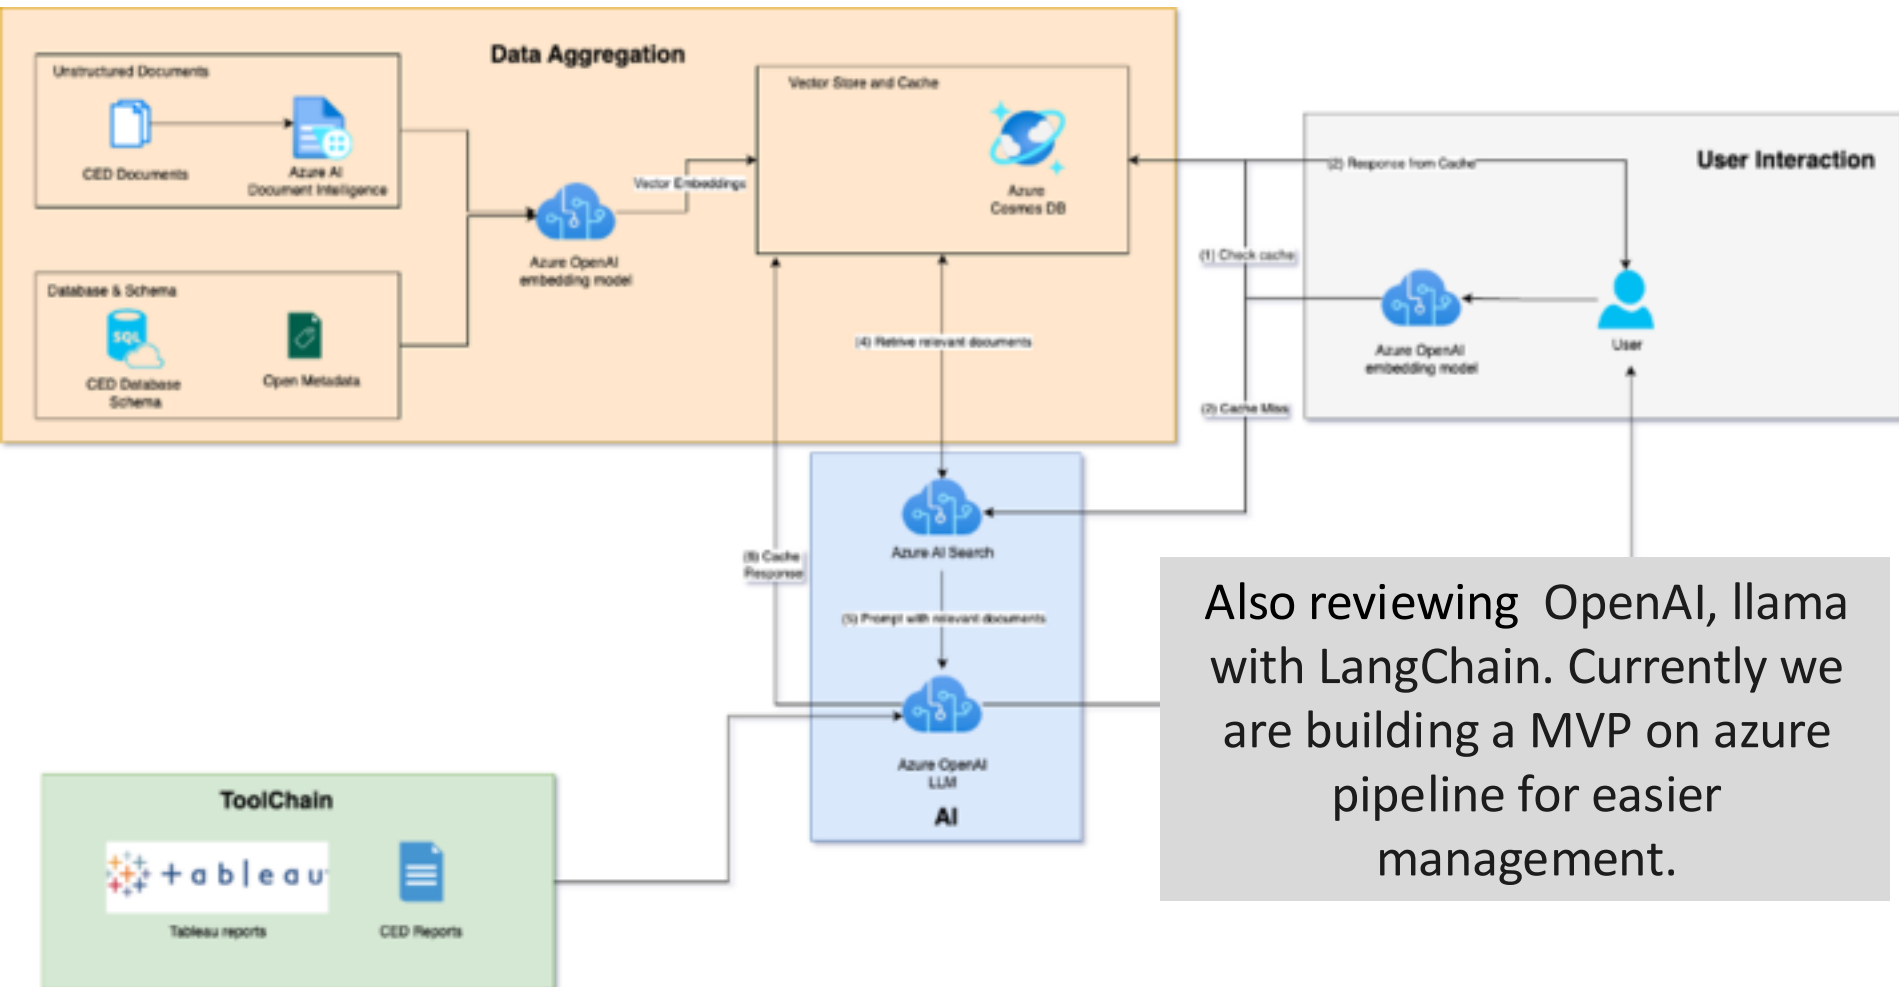 Data Aggregation
Unstructured Documents
CED Documents
Azure AI
Document Intelligence
Database & Schema
CED Database
Schema
Open Metadata
Azure OpenAI
embedding model
Vector Embeddings
Vector Store and Cache
Azure
Cosmos DB
User Interaction
(2) Response from Cache
(1) Check cache
Azure OpenAI
embedding model
User
(2) Cache Miss
(4) Retrive relevant documents
Azure AI Search
(5) Prompt with relevant documents
Cache
Response
Azure OpenAI
LLM
AI
ToolChain
+ableau
Tableau reports
CED Reports
Also reviewing OpenAI, llama
with LangChain. Currently we
are building a MVP on azure
pipeline for easier
management.